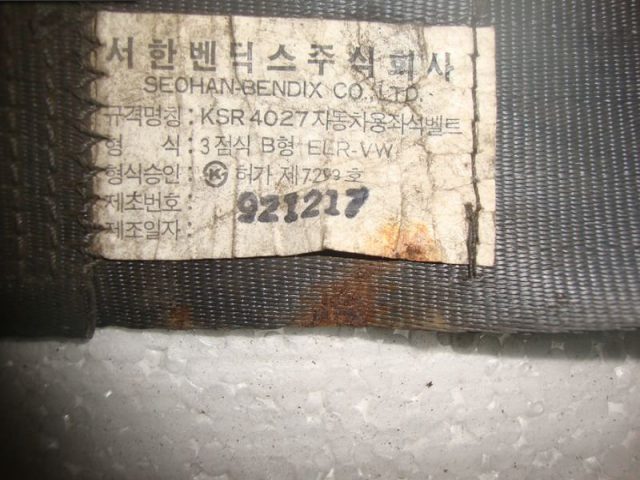 서한벤딕스주식회사
SEOHAN-BENDIX CO., LTD.
규격명칭 : KSR 4027 자동차용좌석벨트
형 식 : 3 점식 B형 ELR-VW
형식승인 : Ⓚ 허가 제7299호
제조번호 :
921217
제조일자 :